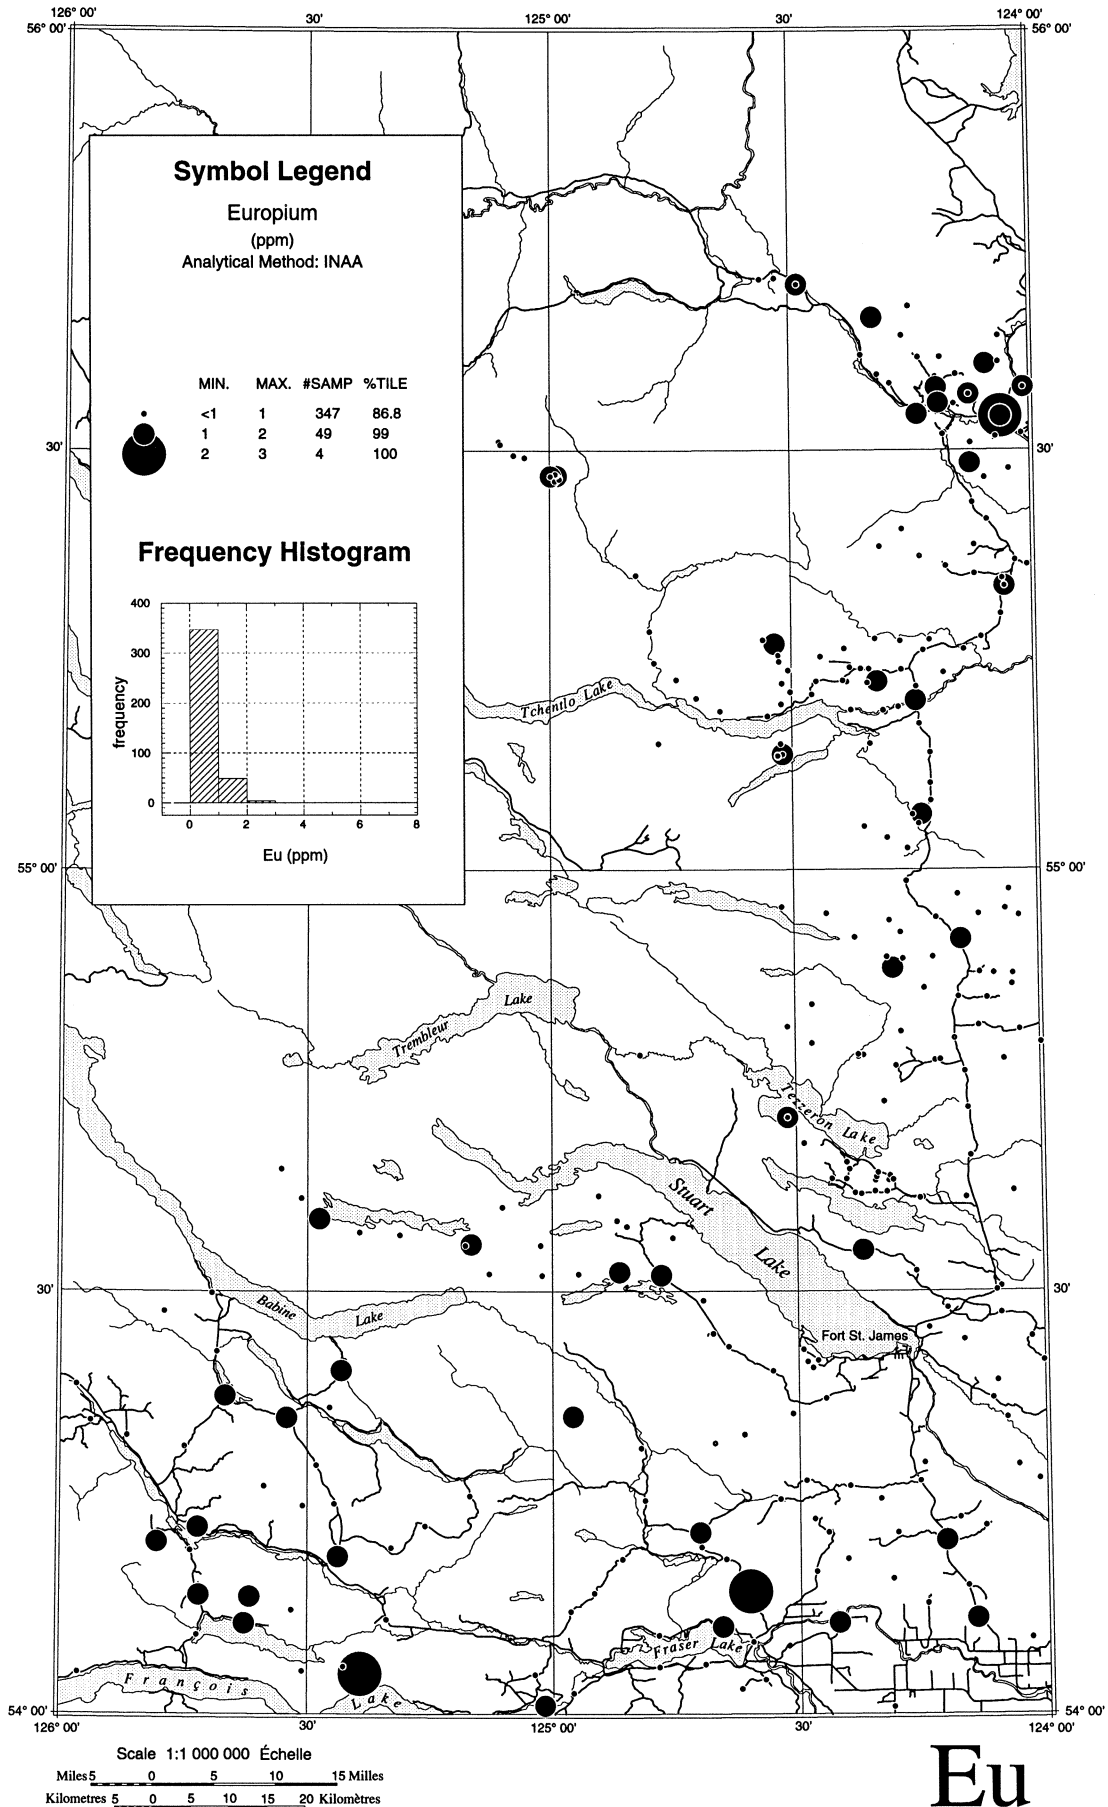 126° 00' 30' 125° 00' 30' 124° 00'
56° 00' 56° 00'
Symbol Legend
Europium
(ppm)
Analytical Method: INAA
MIN. MAX. #SAMP %TILE
<1 1 347 86.8
1 2 49 99
2 3 4 100
30' 30'
Frequency Histogram
400
300
200
100
0
frequency
0 2 4 6 8
Eu (ppm)
Tchentlo Lake
55° 00' 55° 00'
Trembleur Lake
Tezzeron Lake
Stuart Lake
30' 30'
Babine Lake
Fort St. James
Fraser Lake
François Lake
54° 00' 54° 00'
126° 00' 30' 125° 00' 30' 124° 00'
Scale 1:1 000 000 Échelle
Miles 5 0 5 10 15 Milles
Kilometres 5 0 5 10 15 20 Kilomètres
Eu